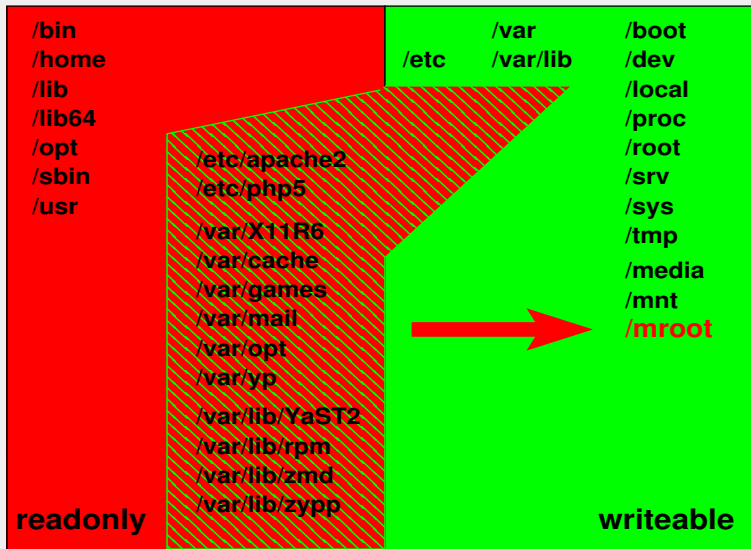 /bin
/home
/lib
/lib64
/opt
/sbin
/usr
readonly
/etc/apache2
/etc/php5
/var/X11R6
/var/cache
/var/games
/var/mail
/var/opt
/var/yp
/var/lib/YaST2
/var/lib/rpm
/var/lib/zmd
/var/lib/zypp
/etc
/var
/var/lib
/boot
/dev
/local
/proc
/root
/srv
/sys
/tmp
/media
/mnt
/mroot
writeable